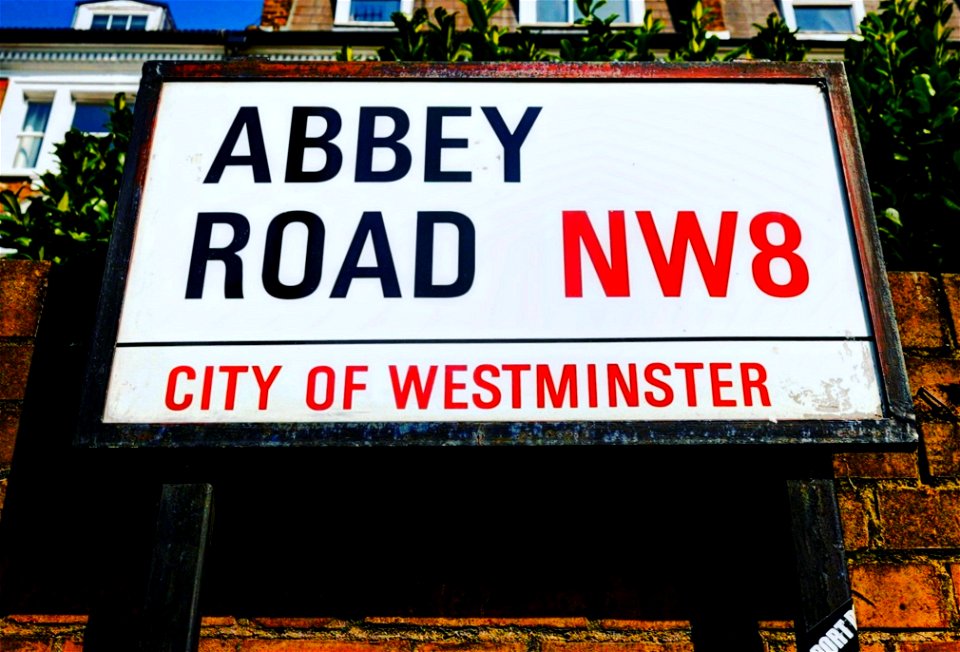 ABBEY
ROAD NW8
CITY OF WESTMINSTER